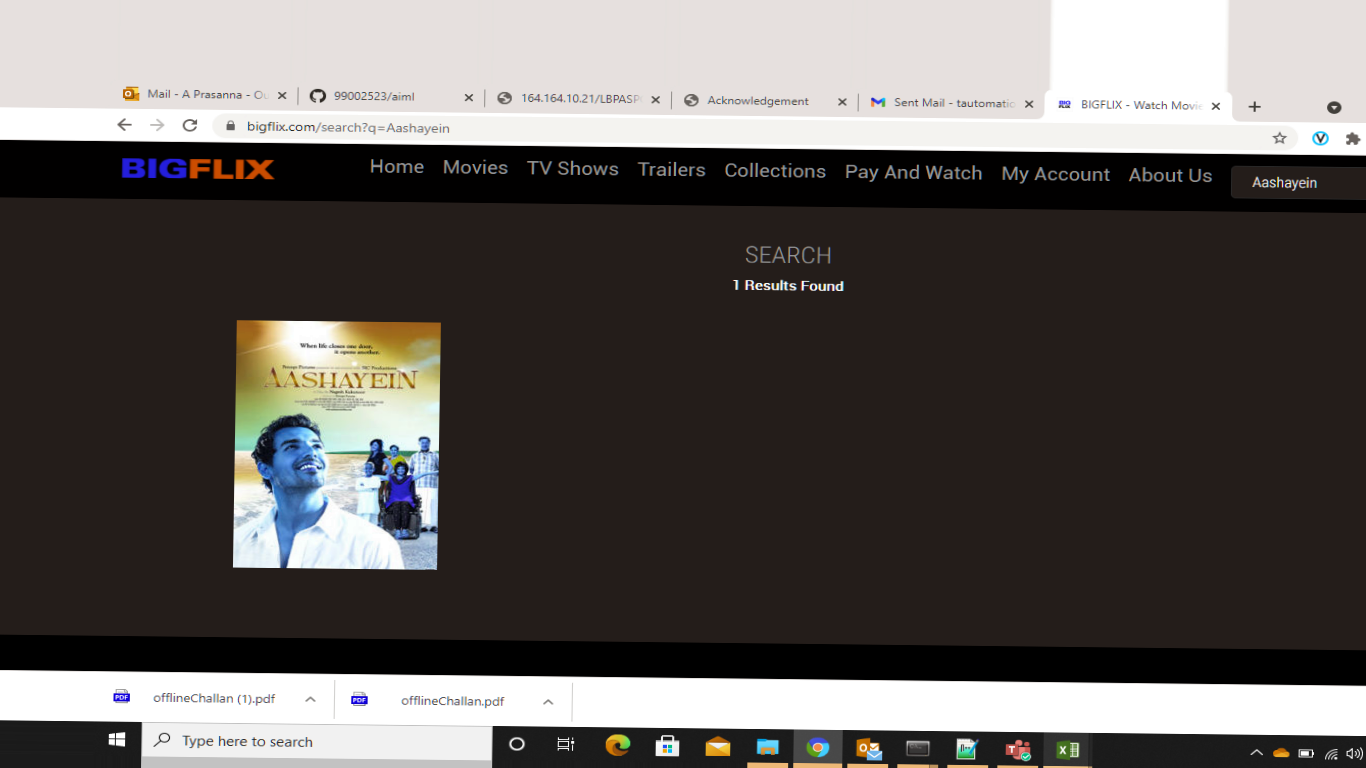 Mail - A Prasanna - Ou
99002523/aiml
164.164.10.21/LBPASP
Acknowledgement
Sent Mail - tautomatio
BIGFLIX - Watch Movie
bigflix.com/search?q=Aashayein
BIGFLIX
Home Movies TV Shows Trailers Collections Pay And Watch My Account About Us
Aashayein
SEARCH
1 Results Found
When life closes one door,
it opens another.
AASHAYEIN
PDF offlineChallan (1).pdf
PDF offlineChallan.pdf
Type here to search